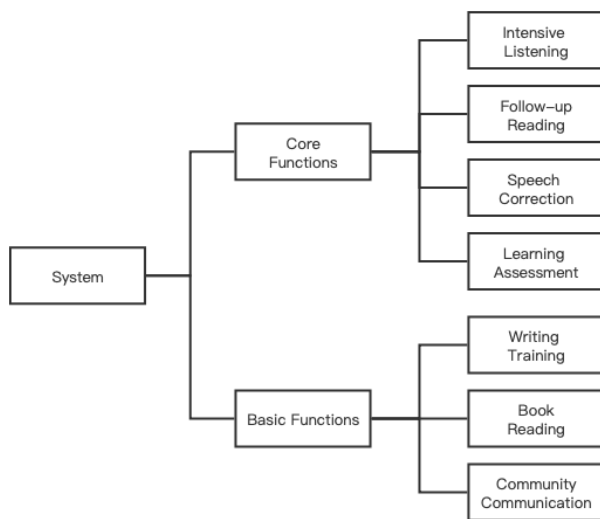 Intensive
Listening
Follow-up
Reading
Core
Functions
Speech
Correction
Learning
Assessment
System
Writing
Training
Basic Functions
Book
Reading
Community
Communication